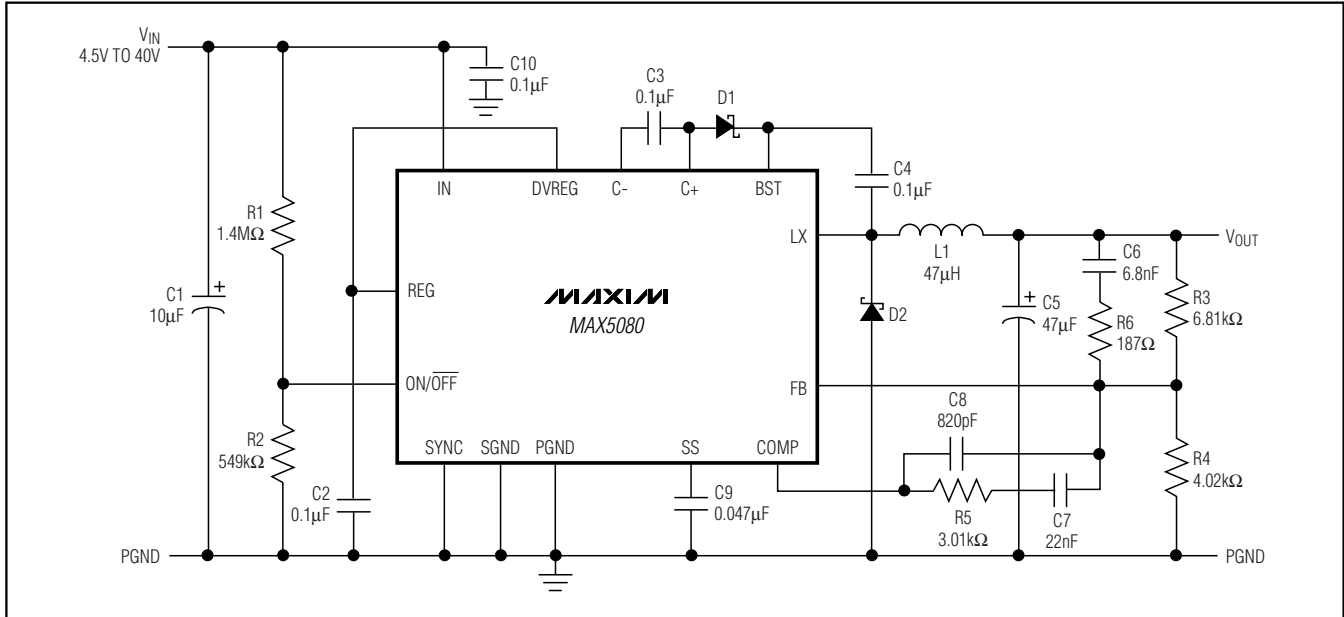 VIN
4.5V TO 40V
C10
0.1µF
C3
0.1µF
D1
C4
0.1µF
IN
DVREG
C-
C+
BST
R1
1.4MΩ
LX
VOUT
L1
47µH
C6
6.8nF
REG
MAXIM
MAX5080
C1
10µF
+
D2
+
C5
47µF
R3
6.81kΩ
R6
187Ω
ON/OFF
FB
C8
820pF
R2
549kΩ
SYNC
SGND
PGND
SS
COMP
R4
4.02kΩ
C2
0.1µF
C9
0.047µF
R5
3.01kΩ
C7
22nF
PGND
PGND